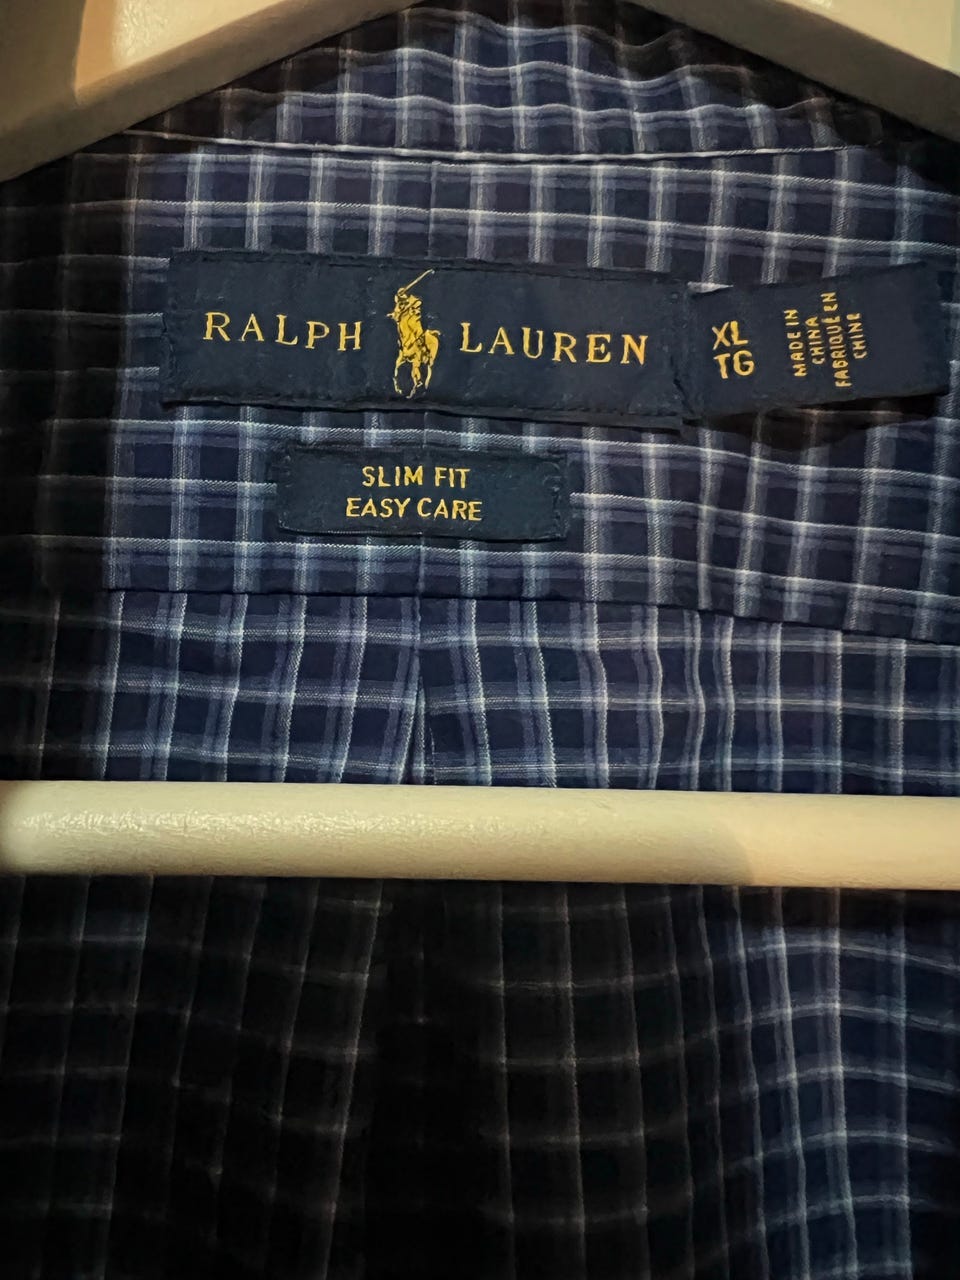 RALPH LAUREN
XL
TG
MADE IN
CHINA
FABRIQUE EN
CHINE
SLIM FIT
EASY CARE